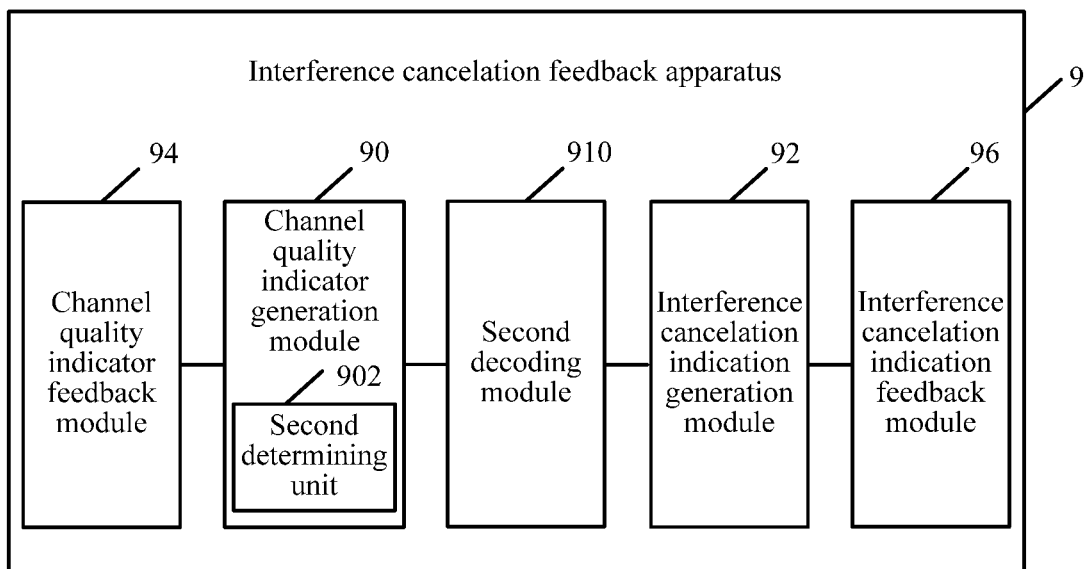 Interference cancelation feedback apparatus
9
94
90
910
92
96
Channel
quality
indicator
feedback
module
Channel
quality
indicator
generation
module
902
Second
determining
unit
Second
decoding
module
Interference
cancelation
indication
generation
module
Interference
cancelation
indication
feedback
module